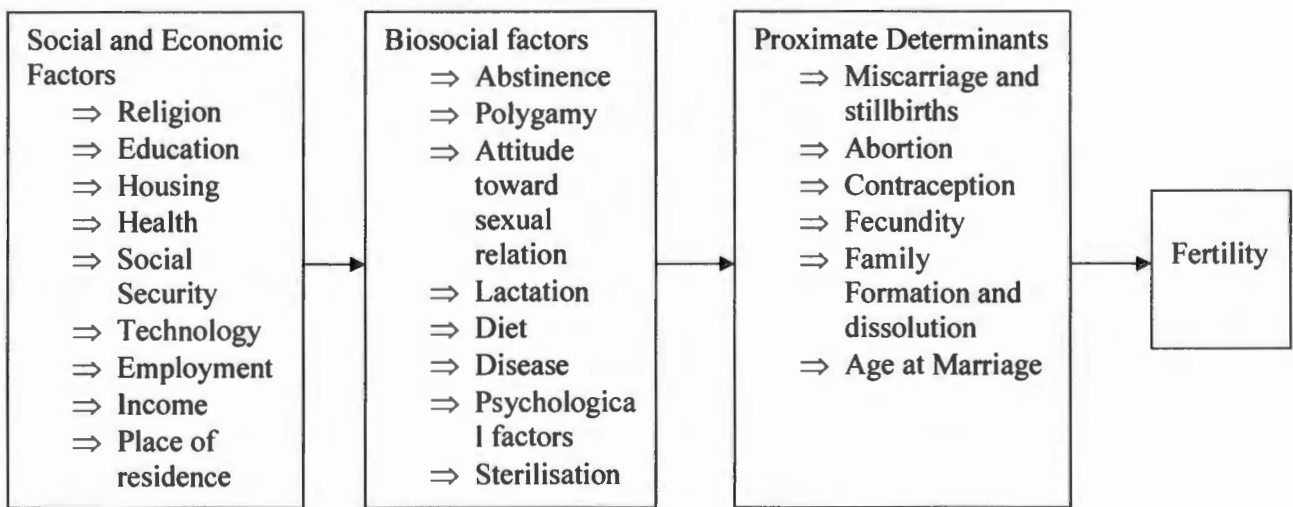 Social and Economic
Factors
⇒ Religion
⇒ Education
⇒ Housing
⇒ Health
⇒ Social
Security
⇒ Technology
⇒ Employment
⇒ Income
⇒ Place of
residence
Biosocial factors
⇒ Abstinence
⇒ Polygamy
⇒ Attitude
toward
sexual
relation
⇒ Lactation
⇒ Diet
⇒ Disease
⇒ Psychologica
l factors
⇒ Sterilisation
Proximate Determinants
⇒ Miscarriage and
stillbirths
⇒ Abortion
⇒ Contraception
⇒ Fecundity
⇒ Family
Formation and
dissolution
⇒ Age at Marriage
Fertility